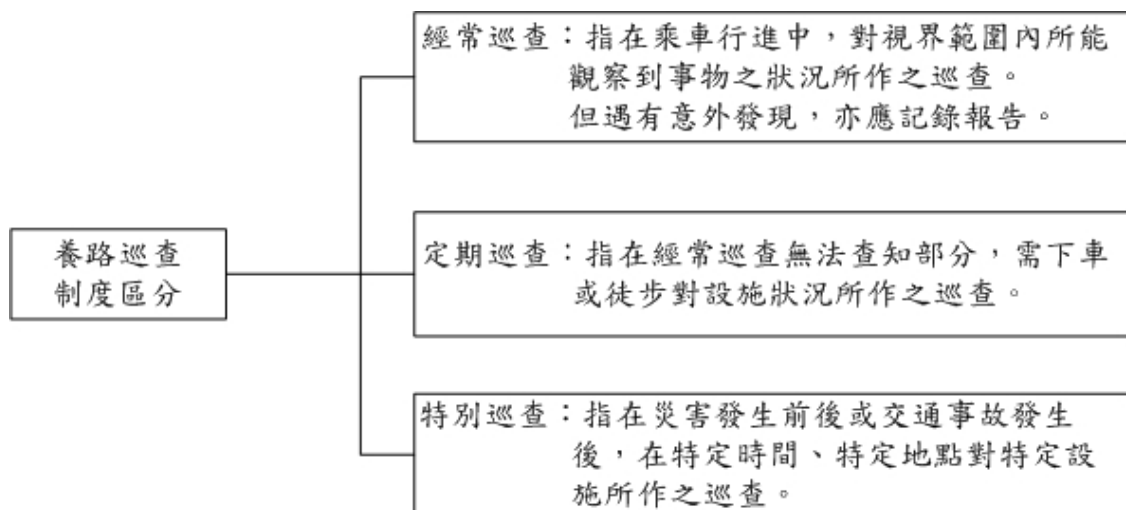 養路巡查
制度區分
經常巡查：指在乘車行進中，對視界範圍內所能
觀察到事物之狀況所作之巡查。
但遇有意外發現，亦應記錄報告。
定期巡查：指在經常巡查無法查知部分，需下車
或徒步對設施狀況所作之巡查。
特別巡查：指在災害發生前後或交通事故發生
後，在特定時間、特定地點對特定設
施所作之巡查。